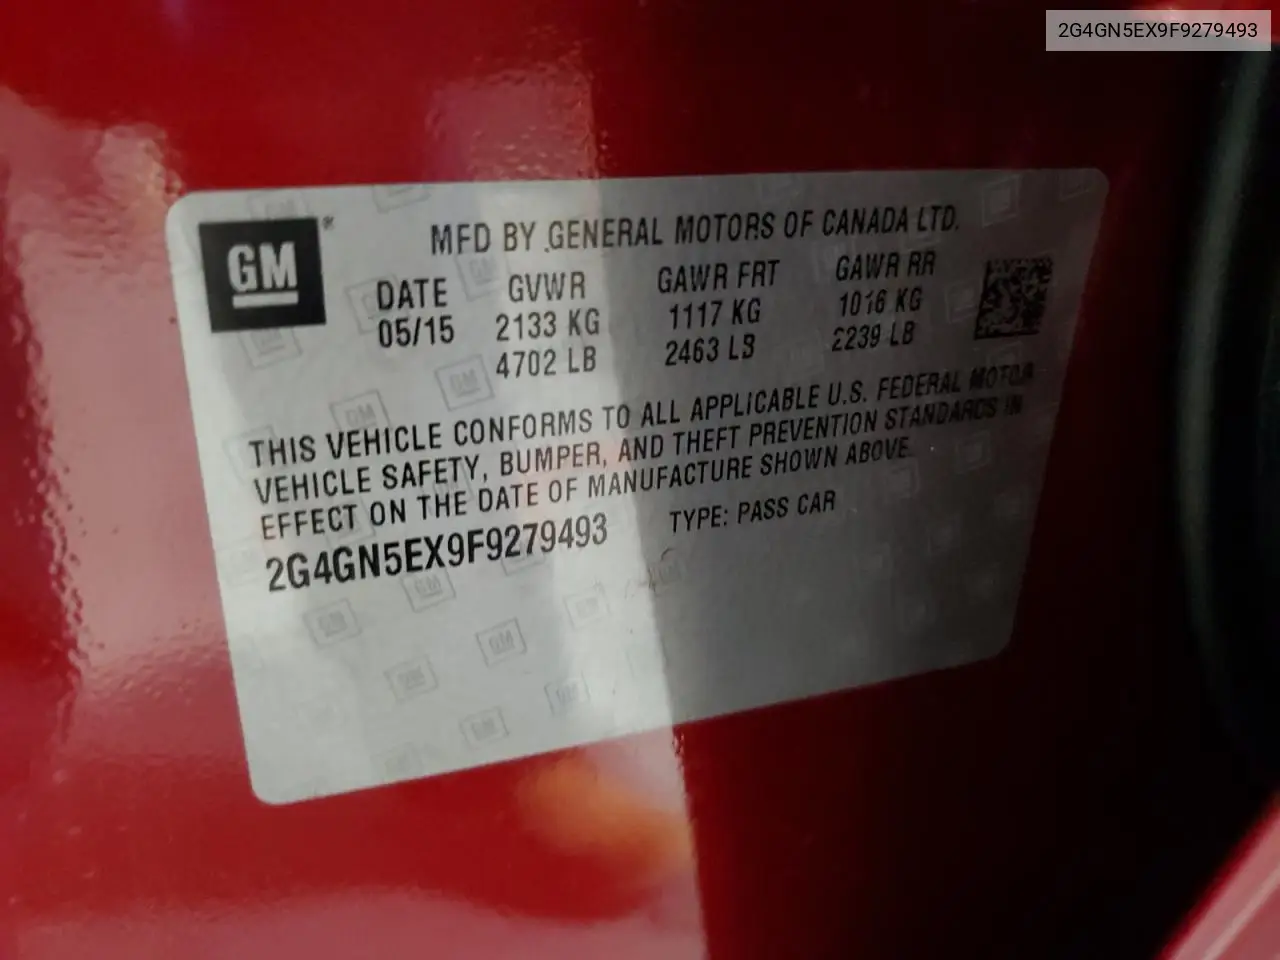 2G4GN5EX9F9279493
GM
MFD BY GENERAL MOTORS OF CANADA LTD.
DATE GVWR GAWR FRT GAWR RR
05/15 2133 KG 1117 KG 1016 KG
4702 LB 2463 LB 2239 LB
THIS VEHICLE CONFORMS TO ALL APPLICABLE U.S. FEDERAL MOTOR
VEHICLE SAFETY, BUMPER, AND THEFT PREVENTION STANDARDS IN
EFFECT ON THE DATE OF MANUFACTURE SHOWN ABOVE.
2G4GN5EX9F9279493 TYPE: PASS CAR